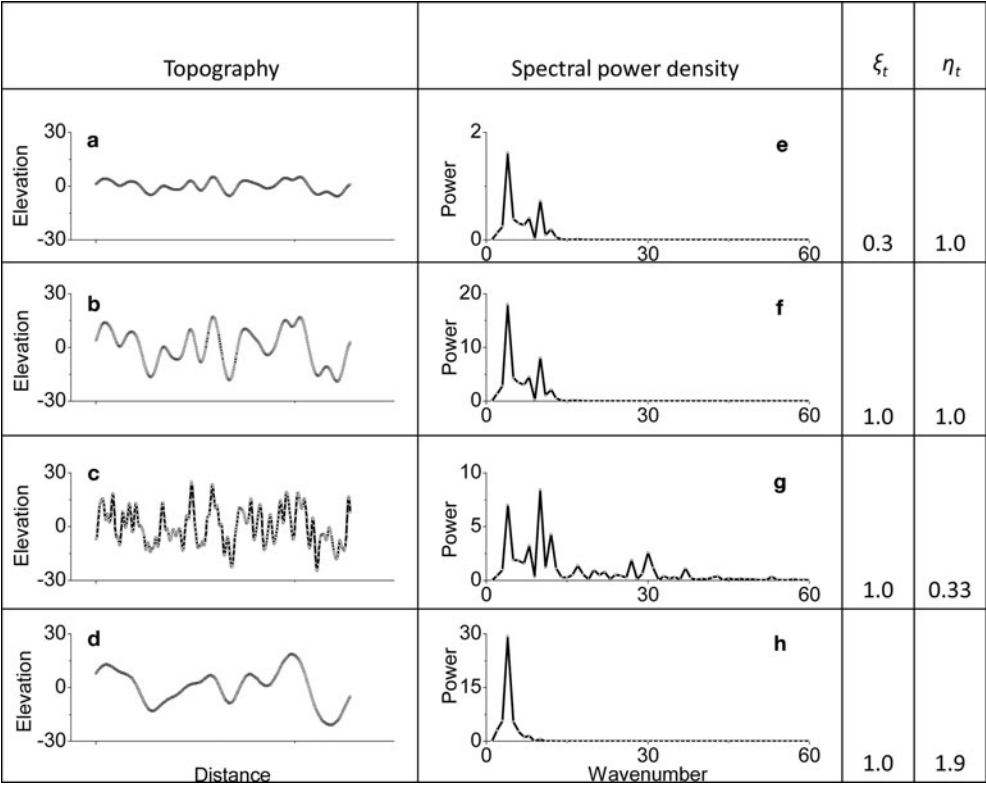 Topography Spectral power density ξt ηt
30 a 2 e
Elevation Power
0
-30 0
0 30 60 0.3 1.0
30 b 20 f
Elevation 0 Power 10
-30 0
0 30 60 1.0 1.0
30 c 10 g
Elevation 0 Power 5
-30 0
0 30 60 1.0 0.33
30 d 30 h
Elevation 0 Power 15
-30 0
0 30 60
Distance Wavenumber 1.0 1.9